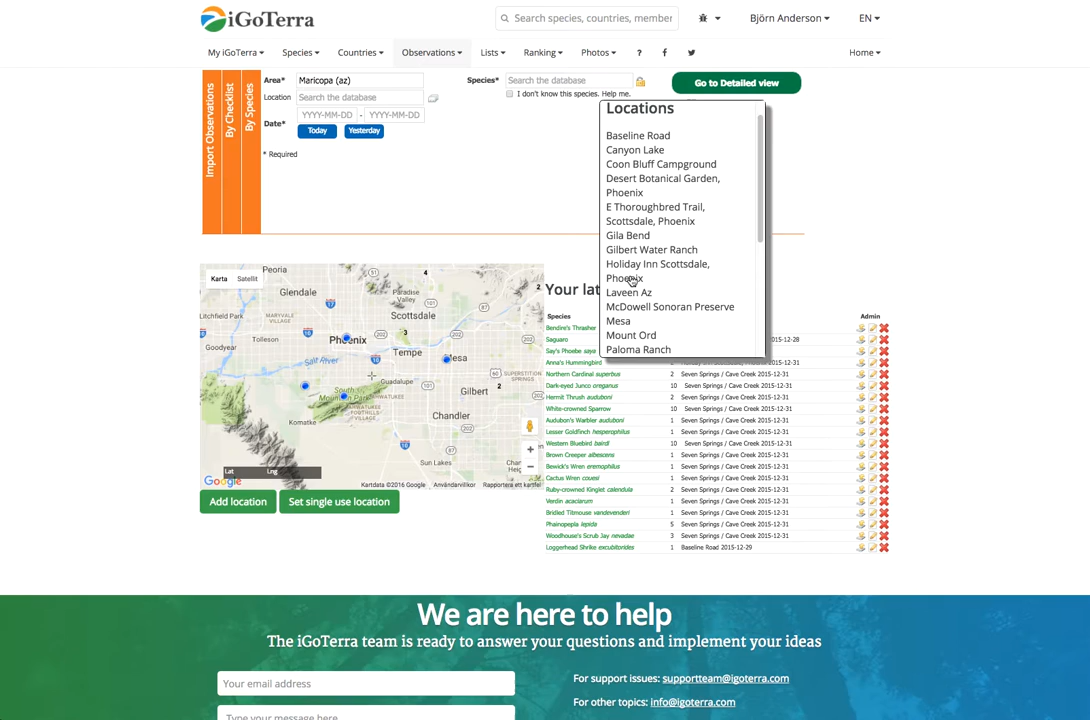 iGoTerra
Search species, countries, member
Björn Anderson
EN
My iGoTerra
Species
Countries
Observations
Lists
Ranking
Photos
?
Home
Import Observations
By Checklist
By Species
Area*
Maricopa (az)
Location
Search the database
Date*
YYYY-MM-DD - YYYY-MM-DD
Today
Yesterday
* Required
Species*
Search the database
I don't know this species. Help me.
Go to Detailed view
Locations
Baseline Road
Canyon Lake
Coon Bluff Campground
Desert Botanical Garden,
Phoenix
E Thoroughbred Trail,
Scottsdale, Phoenix
Gila Bend
Gilbert Water Ranch
Holiday Inn Scottsdale,
Phoenix
Laveen Az
McDowell Sonoran Preserve
Mesa
Mount Ord
Paloma Ranch
Karta
Satellit
Peoria
Glendale
Litchfield Park
MARYVALE
VILLAGE
Paradise
Valley
Scottsdale
Goodyear
Tolleson
Phoenix
Salt River
Tempe
Mesa
SUPERSTITION
SPRINGS
Guadalupe
South
Mountain Park
AHWATUKEE
FOOTHILLS
VILLAGE
Gilbert
Komatke
Chandler
Sun Lakes
Lat
Lng
Google
Kartdata ©2016 Google
Användarvillkor
Rapportera ett kartfel
Add location
Set single use location
Your lat
Species
Admin
Bendire's Thrasher
Saguaro 2015-12-28
Say's Phoebe saya
Anna's Hummingbird 1 Seven Springs / Cave Creek 2015-12-31
Northern Cardinal superbus 2 Seven Springs / Cave Creek 2015-12-31
Dark-eyed Junco oreganus 10 Seven Springs / Cave Creek 2015-12-31
Hermit Thrush auduboni 2 Seven Springs / Cave Creek 2015-12-31
White-crowned Sparrow 10 Seven Springs / Cave Creek 2015-12-31
Audubon's Warbler auduboni 1 Seven Springs / Cave Creek 2015-12-31
Lesser Goldfinch hesperophilus 1 Seven Springs / Cave Creek 2015-12-31
Western Bluebird bairdi 10 Seven Springs / Cave Creek 2015-12-31
Brown Creeper albescens 1 Seven Springs / Cave Creek 2015-12-31
Bewick's Wren eremophilus 1 Seven Springs / Cave Creek 2015-12-31
Cactus Wren couesi 1 Seven Springs / Cave Creek 2015-12-31
Ruby-crowned Kinglet calendula 2 Seven Springs / Cave Creek 2015-12-31
Verdin acaciarum 1 Seven Springs / Cave Creek 2015-12-31
Bridled Titmouse vandevenderi 1 Seven Springs / Cave Creek 2015-12-31
Phainopepla lepida 5 Seven Springs / Cave Creek 2015-12-31
Woodhouse's Scrub Jay nevadae 3 Seven Springs / Cave Creek 2015-12-31
Loggerhead Shrike excubitorides 1 Baseline Road 2015-12-29
We are here to help
The iGoTerra team is ready to answer your questions and implement your ideas
Your email address
Type your message here
For support issues: supportteam@igoterra.com
For other topics: info@igoterra.com